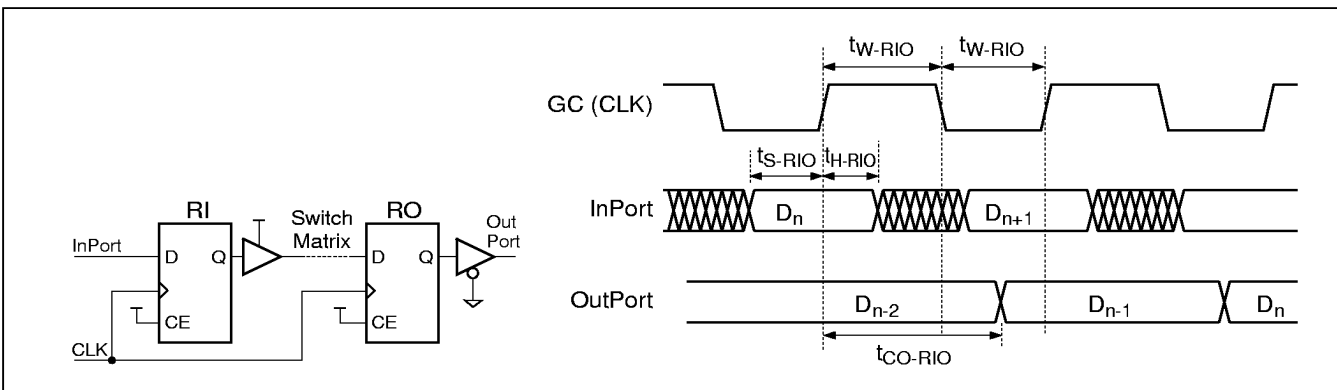 RI
RO
Switch
Matrix
Out
Port
InPort
D
Q
D
Q
CE
CE
CLK
tW-RIO
tW-RIO
GC (CLK)
tS-RIO
tH-RIO
InPort
Dn
Dn+1
OutPort
Dn-2
Dn-1
Dn
tCO-RIO